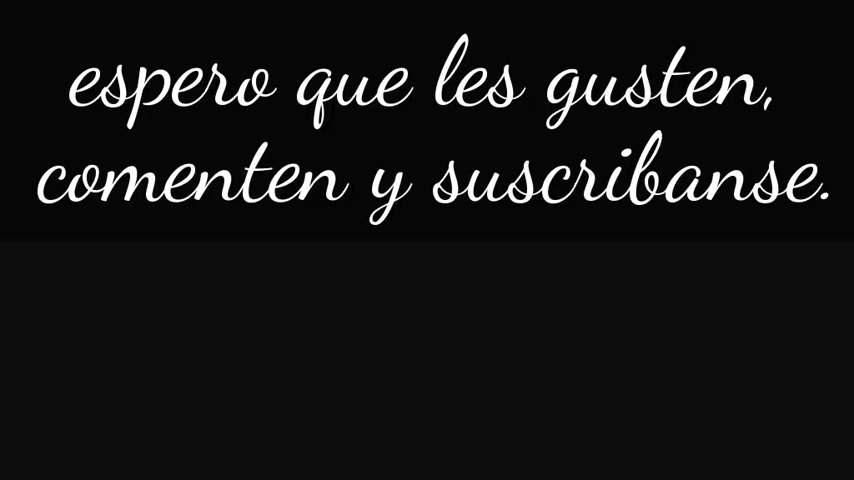 espero que les gusten,
comenten y suscribanse.